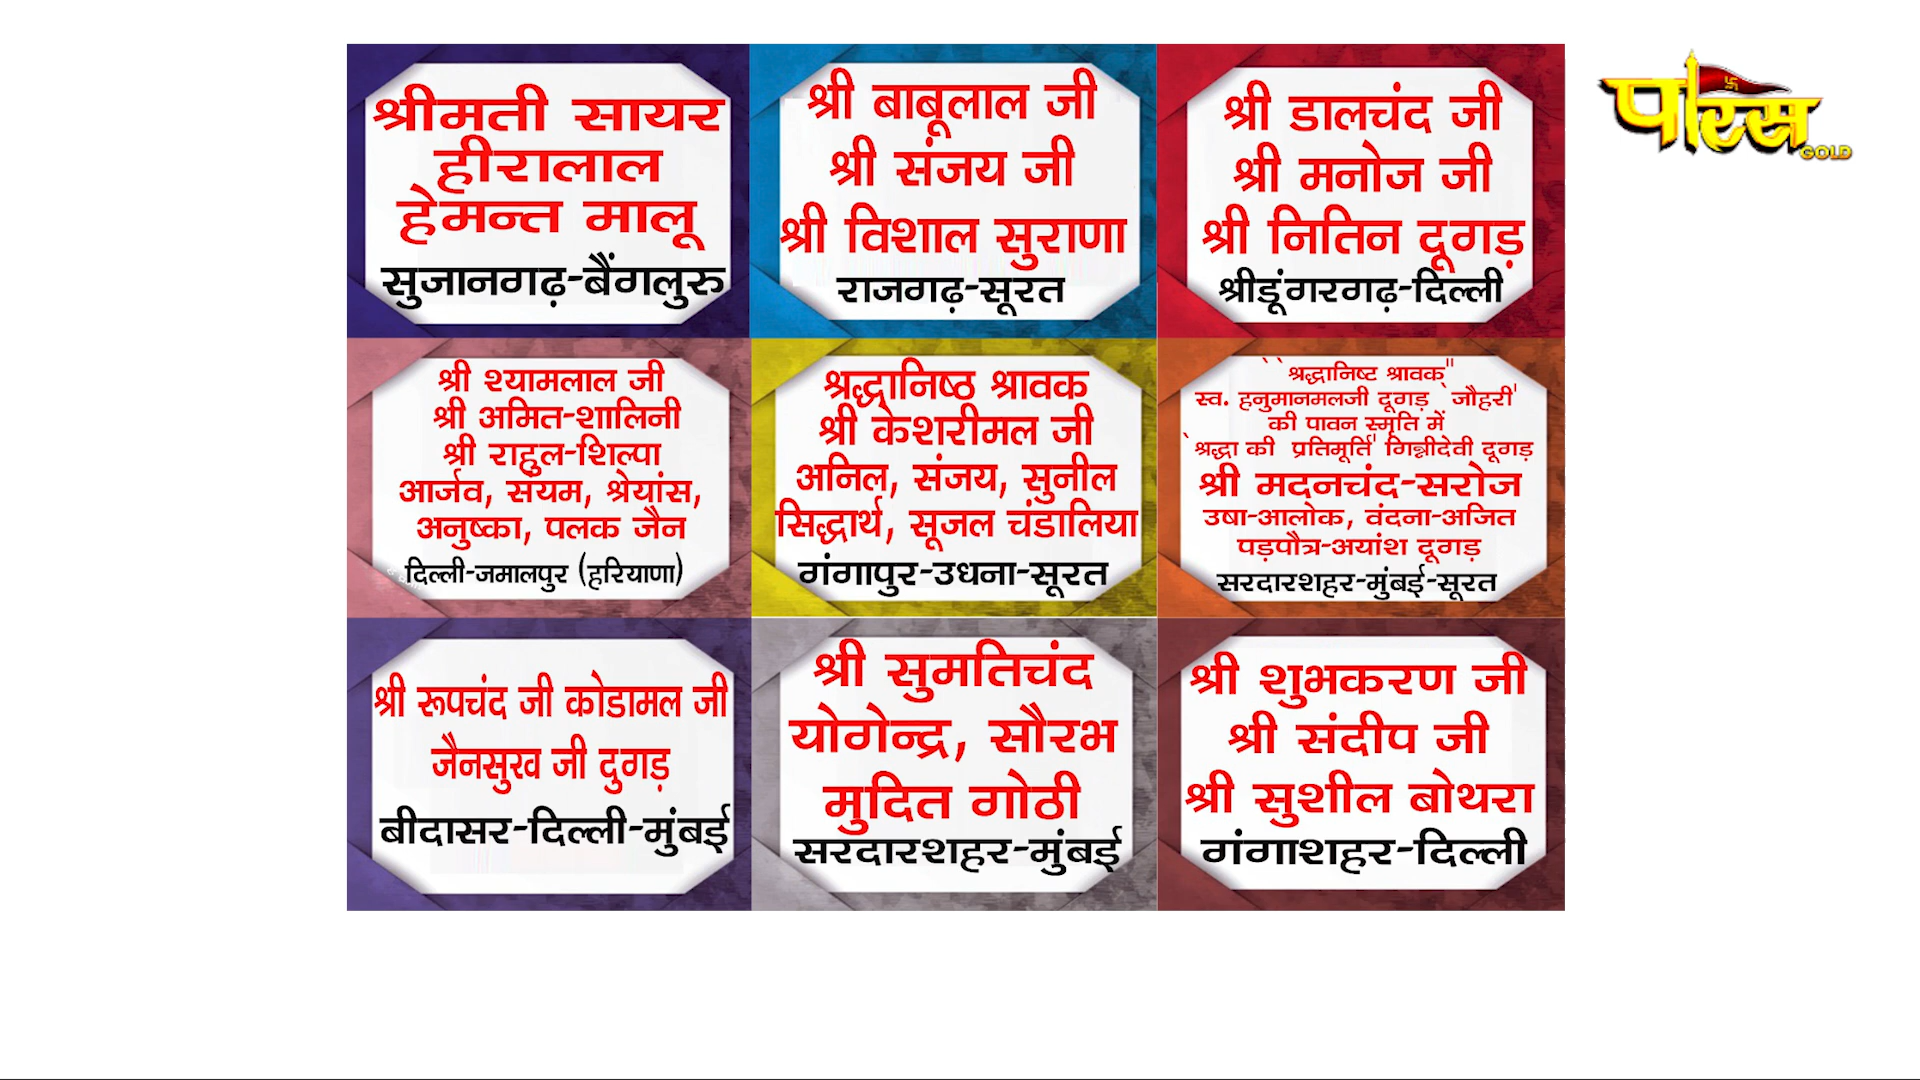 श्रीमती सायर
हीरालाल
हेमन्त मालू
सुजानगढ़-बैंगलुरु
श्री बाबूलाल जी
श्री संजय जी
श्री विशाल सुराणा
राजगढ़-सूरत
श्री डालचंद जी
श्री मनोज जी
श्री नितिन दूगड़
श्रीडूंगरगढ़-दिल्ली
पारस
GOLD
श्री श्यामलाल जी
श्री अमित-शालिनी
श्री राहुल-शिल्पा
आर्जव, संयम, श्रेयांस,
अनुष्का, पलक जैन
दिल्ली-जमालपुर (हरियाणा)
श्रद्धानिष्ठ श्रावक
श्री केशरीमल जी
अनिल, संजय, सुनील
सिद्धार्थ, सूजल चंडालिया
गंगापुर-उधना-सूरत
``श्रद्धानिष्ट श्रावक"
स्व. हनुमानमलजी दूगड़ `जौहरी'
की पावन स्मृति में
`श्रद्धा की प्रतिमूर्ति' गिन्नीदेवी दूगड़
श्री मदनचंद-सरोज
उषा-आलोक, वंदना-अजित
पड़पौत्र-अयांश दूगड़
सरदारशहर-मुंबई-सूरत
श्री रूपचंद जी कोडामल जी
जैनसुख जी दुगड़
बीदासर-दिल्ली-मुंबई
श्री सुमतिचंद
योगेन्द्र, सौरभ
मुदित गोठी
सरदारशहर-मुंबई
श्री शुभकरण जी
श्री संदीप जी
श्री सुशील बोथरा
गंगाशहर-दिल्ली